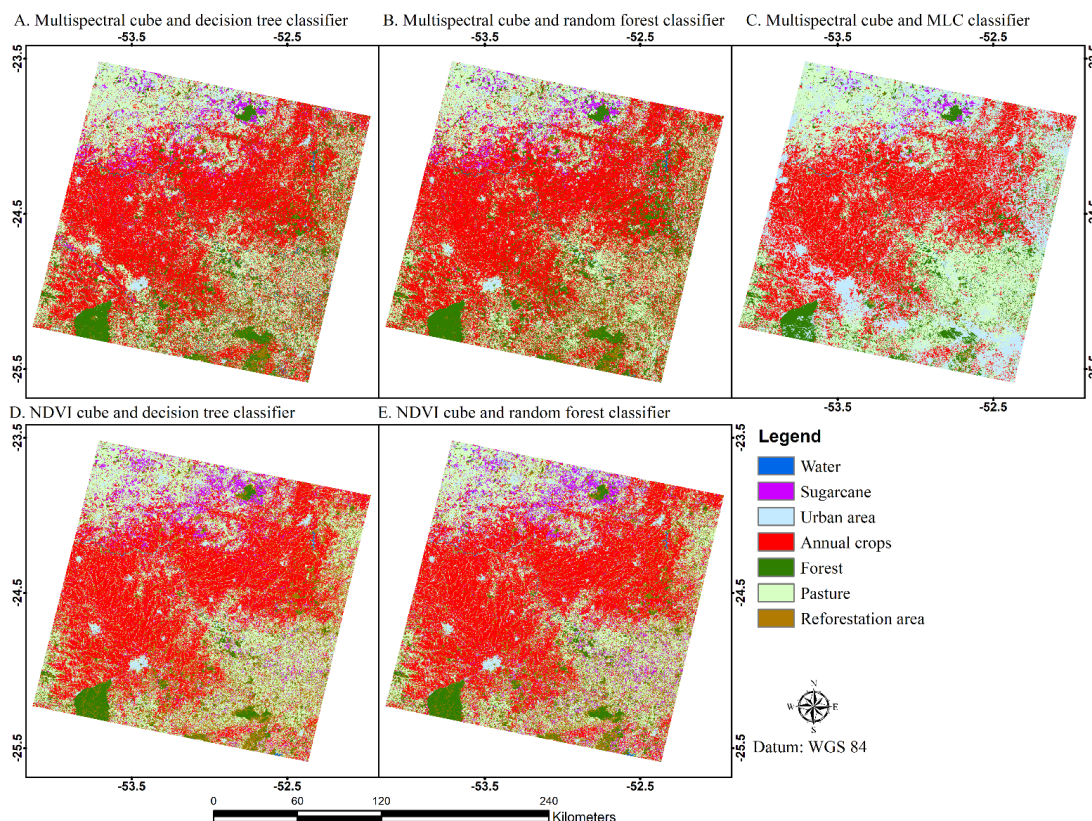 A. Multispectral cube and decision tree classifier
B. Multispectral cube and random forest classifier
C. Multispectral cube and MLC classifier
-53.5 -52.5 -53.5 -52.5 -53.5 -52.5
-23.5
-24.5
-25.5
-24.5
-25.5
D. NDVI cube and decision tree classifier
E. NDVI cube and random forest classifier
-23.5
-24.5
-25.5
-23.5
-24.5
-25.5
-53.5 -52.5 -53.5 -52.5
-53.5 -52.5
Legend
Water
Sugarcane
Urban area
Annual crops
Forest
Pasture
Reforestation area
N
W E
S
Datum: WGS 84
0 60 120 240
Kilometers